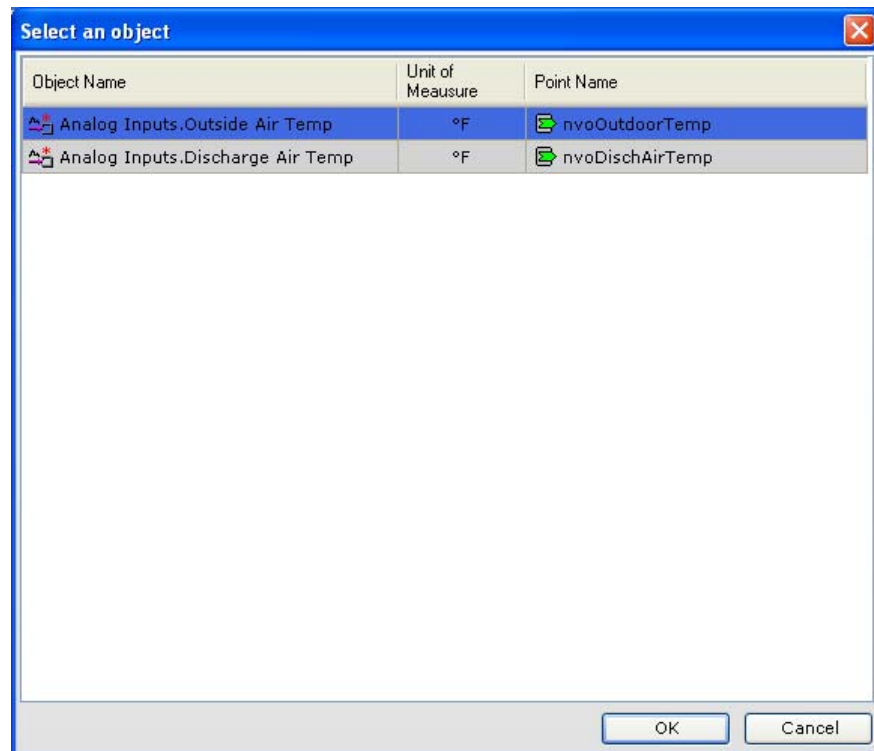 Select an object
Object Name
Unit of
Meausure
Point Name
Analog Inputs.Outside Air Temp °F nvoOutdoorTemp
Analog Inputs.Discharge Air Temp °F nvoDischAirTemp
OK Cancel